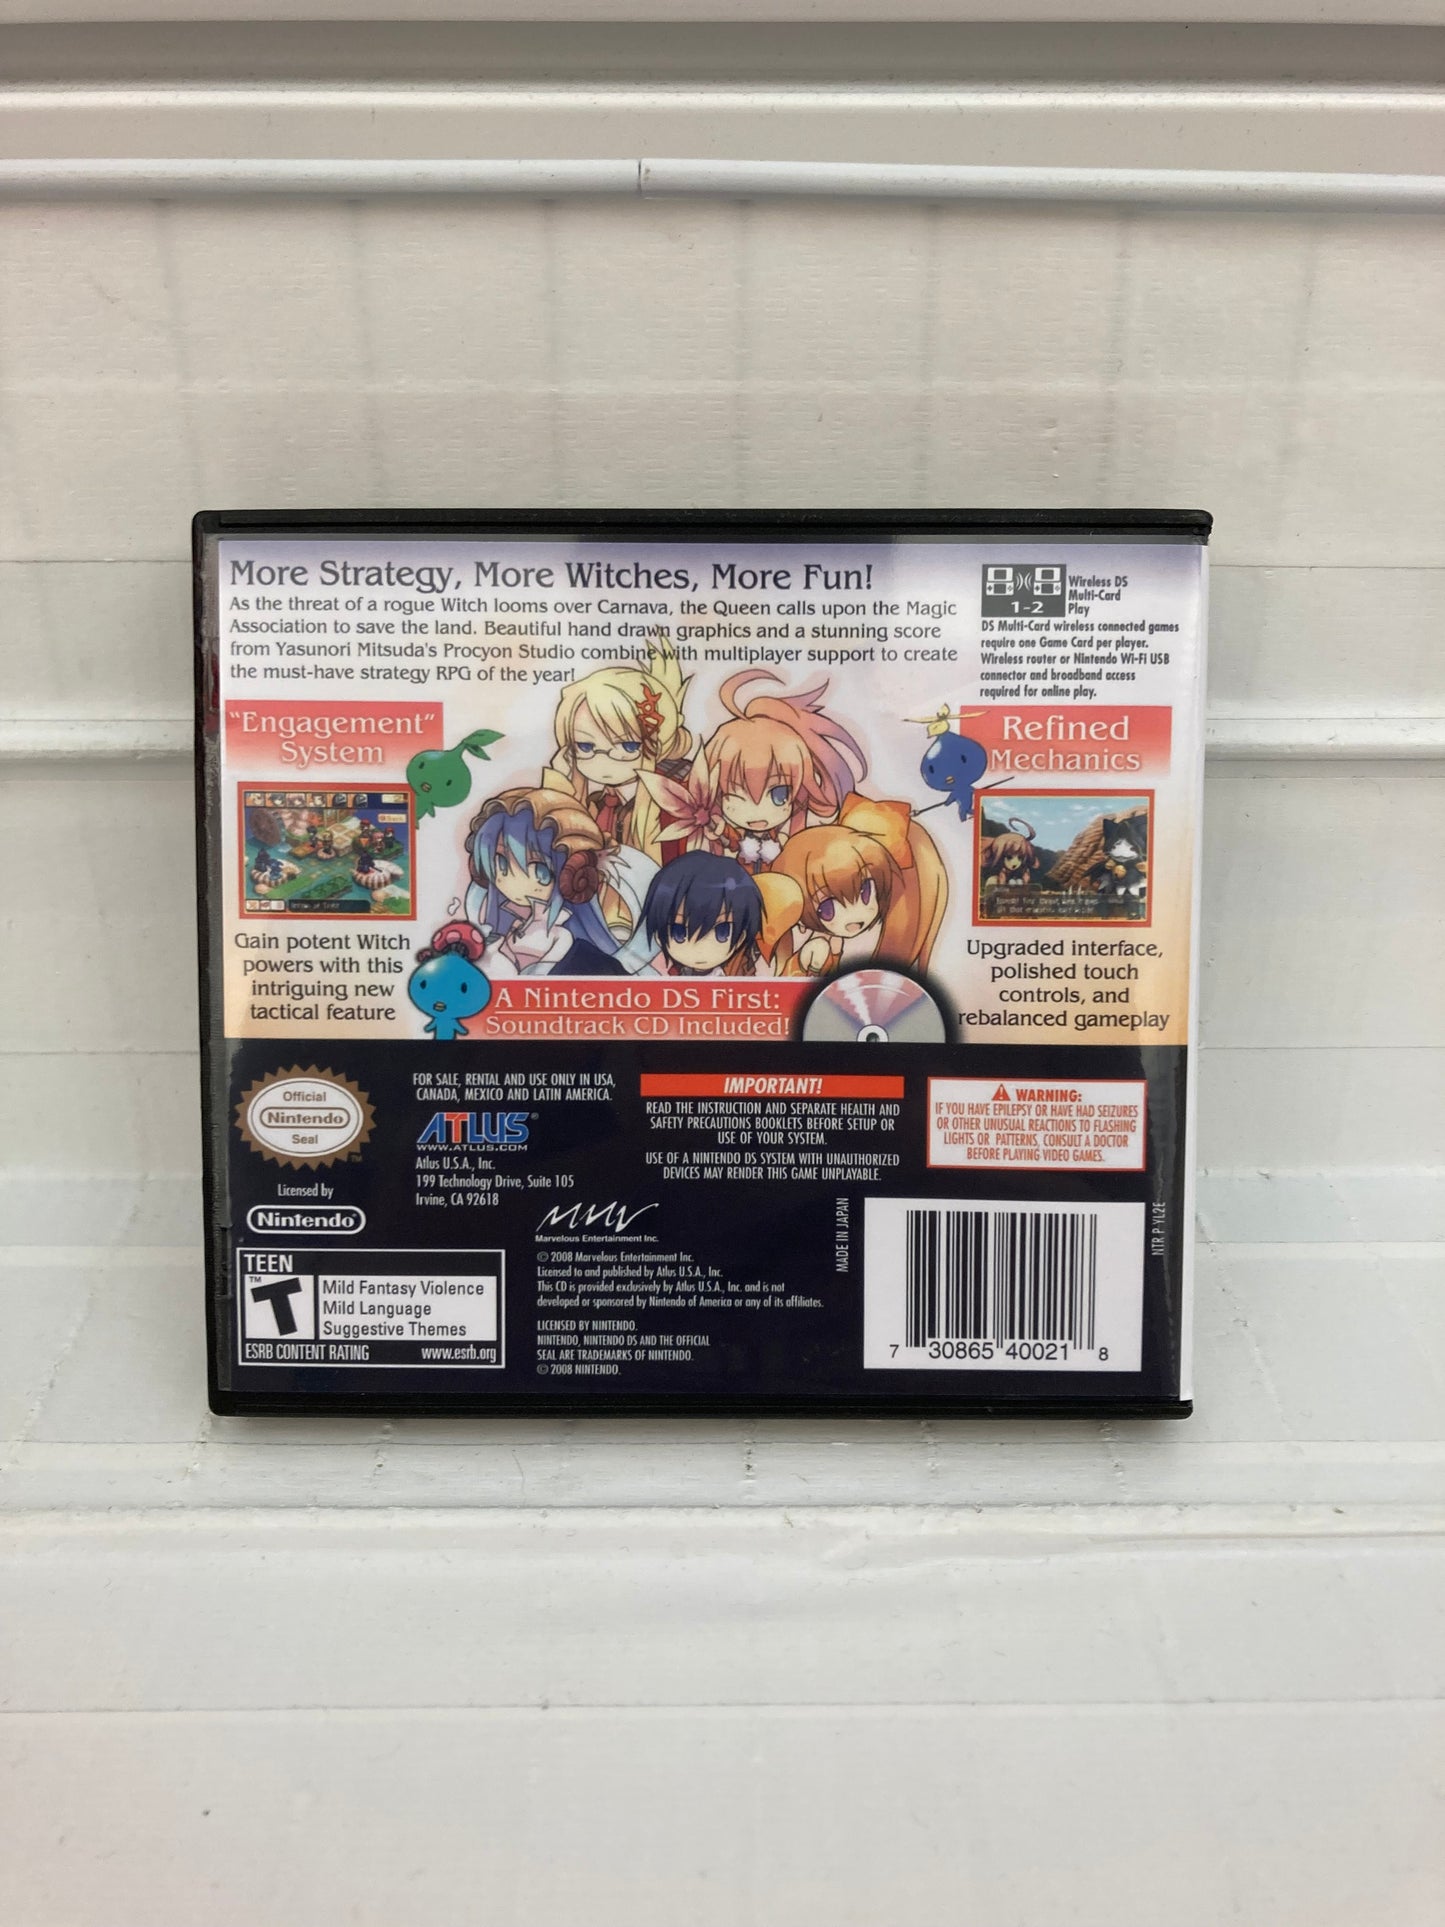 More Strategy, More Witches, More Fun!
As the threat of a rogue Witch looms over Carnava, the Queen calls upon the Magic
Association to save the land. Beautiful hand drawn graphics and a stunning score
from Yasunori Mitsuda's Procyon Studio combine with multiplayer support to create
the must-have strategy RPG of the year!
1-2
Wireless DS
Multi-Card
Play
DS Multi-Card wireless connected games
require one Game Card per player.
Wireless router or Nintendo Wi-Fi USB
connector and broadband access
required for online play.
"Engagement"
System
Gain potent Witch
powers with this
intriguing new
tactical feature
Refined
Mechanics
Upgraded interface,
polished touch
controls, and
rebalanced gameplay
A Nintendo DS First:
Soundtrack CD Included!
Official
Nintendo
Seal
TM
Licensed by
Nintendo®
FOR SALE, RENTAL AND USE ONLY IN USA,
CANADA, MEXICO AND LATIN AMERICA.
ATLUS®
WWW.ATLUS.COM
Atlus U.S.A., Inc.
199 Technology Drive, Suite 105
Irvine, CA 92618
IMPORTANT!
READ THE INSTRUCTION AND SEPARATE HEALTH AND
SAFETY PRECAUTIONS BOOKLETS BEFORE SETUP OR
USE OF YOUR SYSTEM.
USE OF A NINTENDO DS SYSTEM WITH UNAUTHORIZED
DEVICES MAY RENDER THIS GAME UNPLAYABLE.
WARNING:
IF YOU HAVE EPILEPSY OR HAVE HAD SEIZURES
OR OTHER UNUSUAL REACTIONS TO FLASHING
LIGHTS OR PATTERNS, CONSULT A DOCTOR
BEFORE PLAYING VIDEO GAMES.
TEEN
TM
T
Mild Fantasy Violence
Mild Language
Suggestive Themes
ESRB CONTENT RATING www.esrb.org
Marvelous Entertainment Inc.
© 2008 Marvelous Entertainment Inc.
Licensed to and published by Atlus U.S.A., Inc.
This CD is provided exclusively by Atlus U.S.A., Inc. and is not
developed or sponsored by Nintendo of America or any of its affiliates.
LICENSED BY NINTENDO.
NINTENDO, NINTENDO DS AND THE OFFICIAL
SEAL ARE TRADEMARKS OF NINTENDO.
© 2008 NINTENDO.
MADE IN JAPAN
NTR P YL2E
7 30865 40021 8